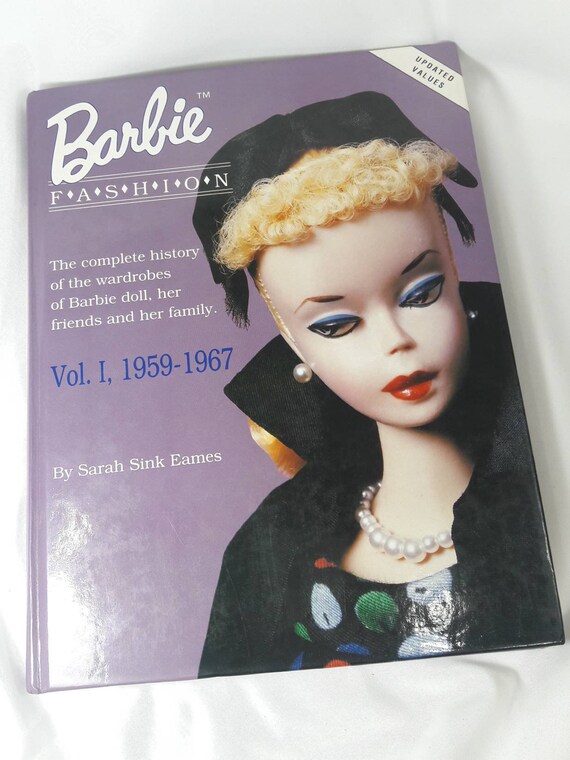 UPDATED
VALUES
Barbie™
F♦A♦S♦H♦I♦O♦N
The complete history
of the wardrobes
of Barbie doll, her
friends and her family.
Vol. I, 1959-1967
By Sarah Sink Eames